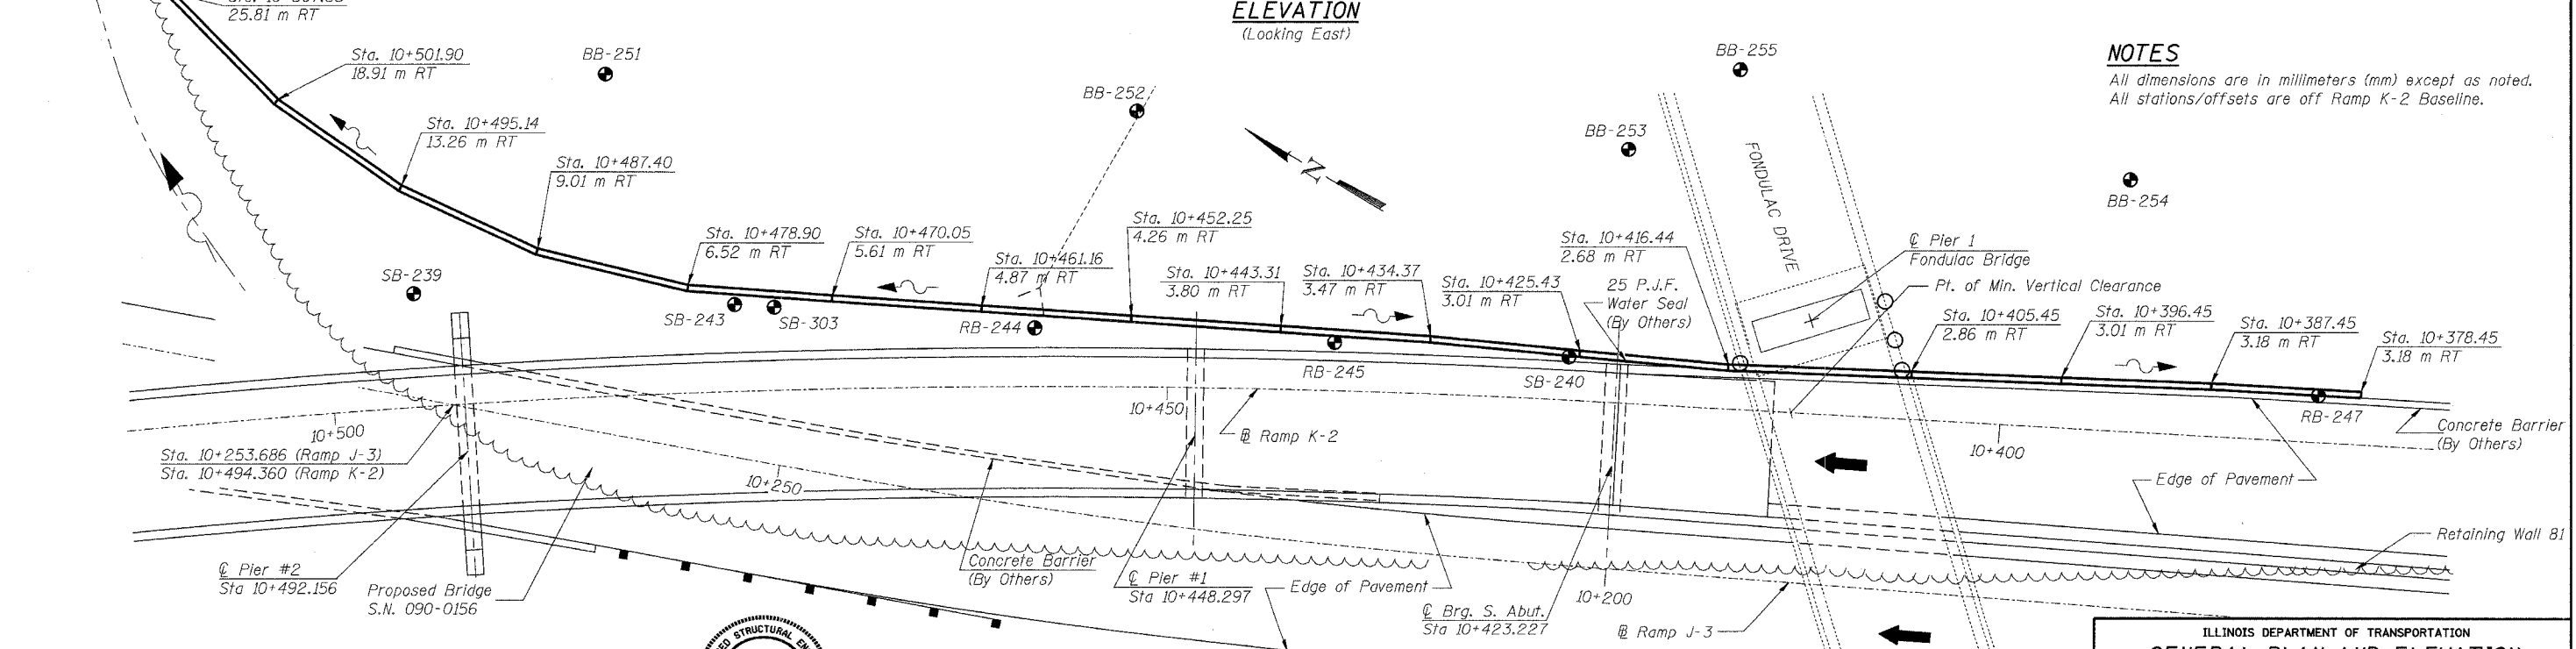 25.81 m RT
ELEVATION
(Looking East)
Sta. 10+501.90
18.91 m RT
BB-251
BB-252
BB-255
NOTES
All dimensions are in millimeters (mm) except as noted.
All stations/offsets are off Ramp K-2 Baseline.
Sta. 10+495.14
13.26 m RT
BB-253
Sta. 10+487.40
9.01 m RT
N
FONDULAC DRIVE
BB-254
Sta. 10+478.90
6.52 m RT
Sta. 10+470.05
5.61 m RT
Sta. 10+461.16
4.87 m RT
Sta. 10+452.25
4.26 m RT
Sta. 10+443.31
3.80 m RT
Sta. 10+434.37
3.47 m RT
Sta. 10+425.43
3.01 m RT
Sta. 10+416.44
2.68 m RT
25 P.J.F.
Water Seal
(By Others)
℄ Pier 1
Fondulac Bridge
Pt. of Min. Vertical Clearance
Sta. 10+405.45
2.86 m RT
Sta. 10+396.45
3.01 m RT
Sta. 10+387.45
3.18 m RT
Sta. 10+378.45
3.18 m RT
SB-239
SB-243
SB-303
RB-244
RB-245
SB-240
RB-247
10+500
10+450
℄ Ramp K-2
10+400
Concrete Barrier
(By Others)
Sta. 10+253.686 (Ramp J-3)
Sta. 10+494.360 (Ramp K-2)
10+250
Edge of Pavement
Retaining Wall 81
℄ Pier #2
Sta 10+492.156
Proposed Bridge
S.N. 090-0156
Concrete Barrier
(By Others)
℄ Pier #1
Sta 10+448.297
Edge of Pavement
℄ Brg. S. Abut.
Sta 10+423.227
10+200
℄ Ramp J-3
STRUCTURAL
ILLINOIS DEPARTMENT OF TRANSPORTATION
GENERAL PLAN AND ELEVATION